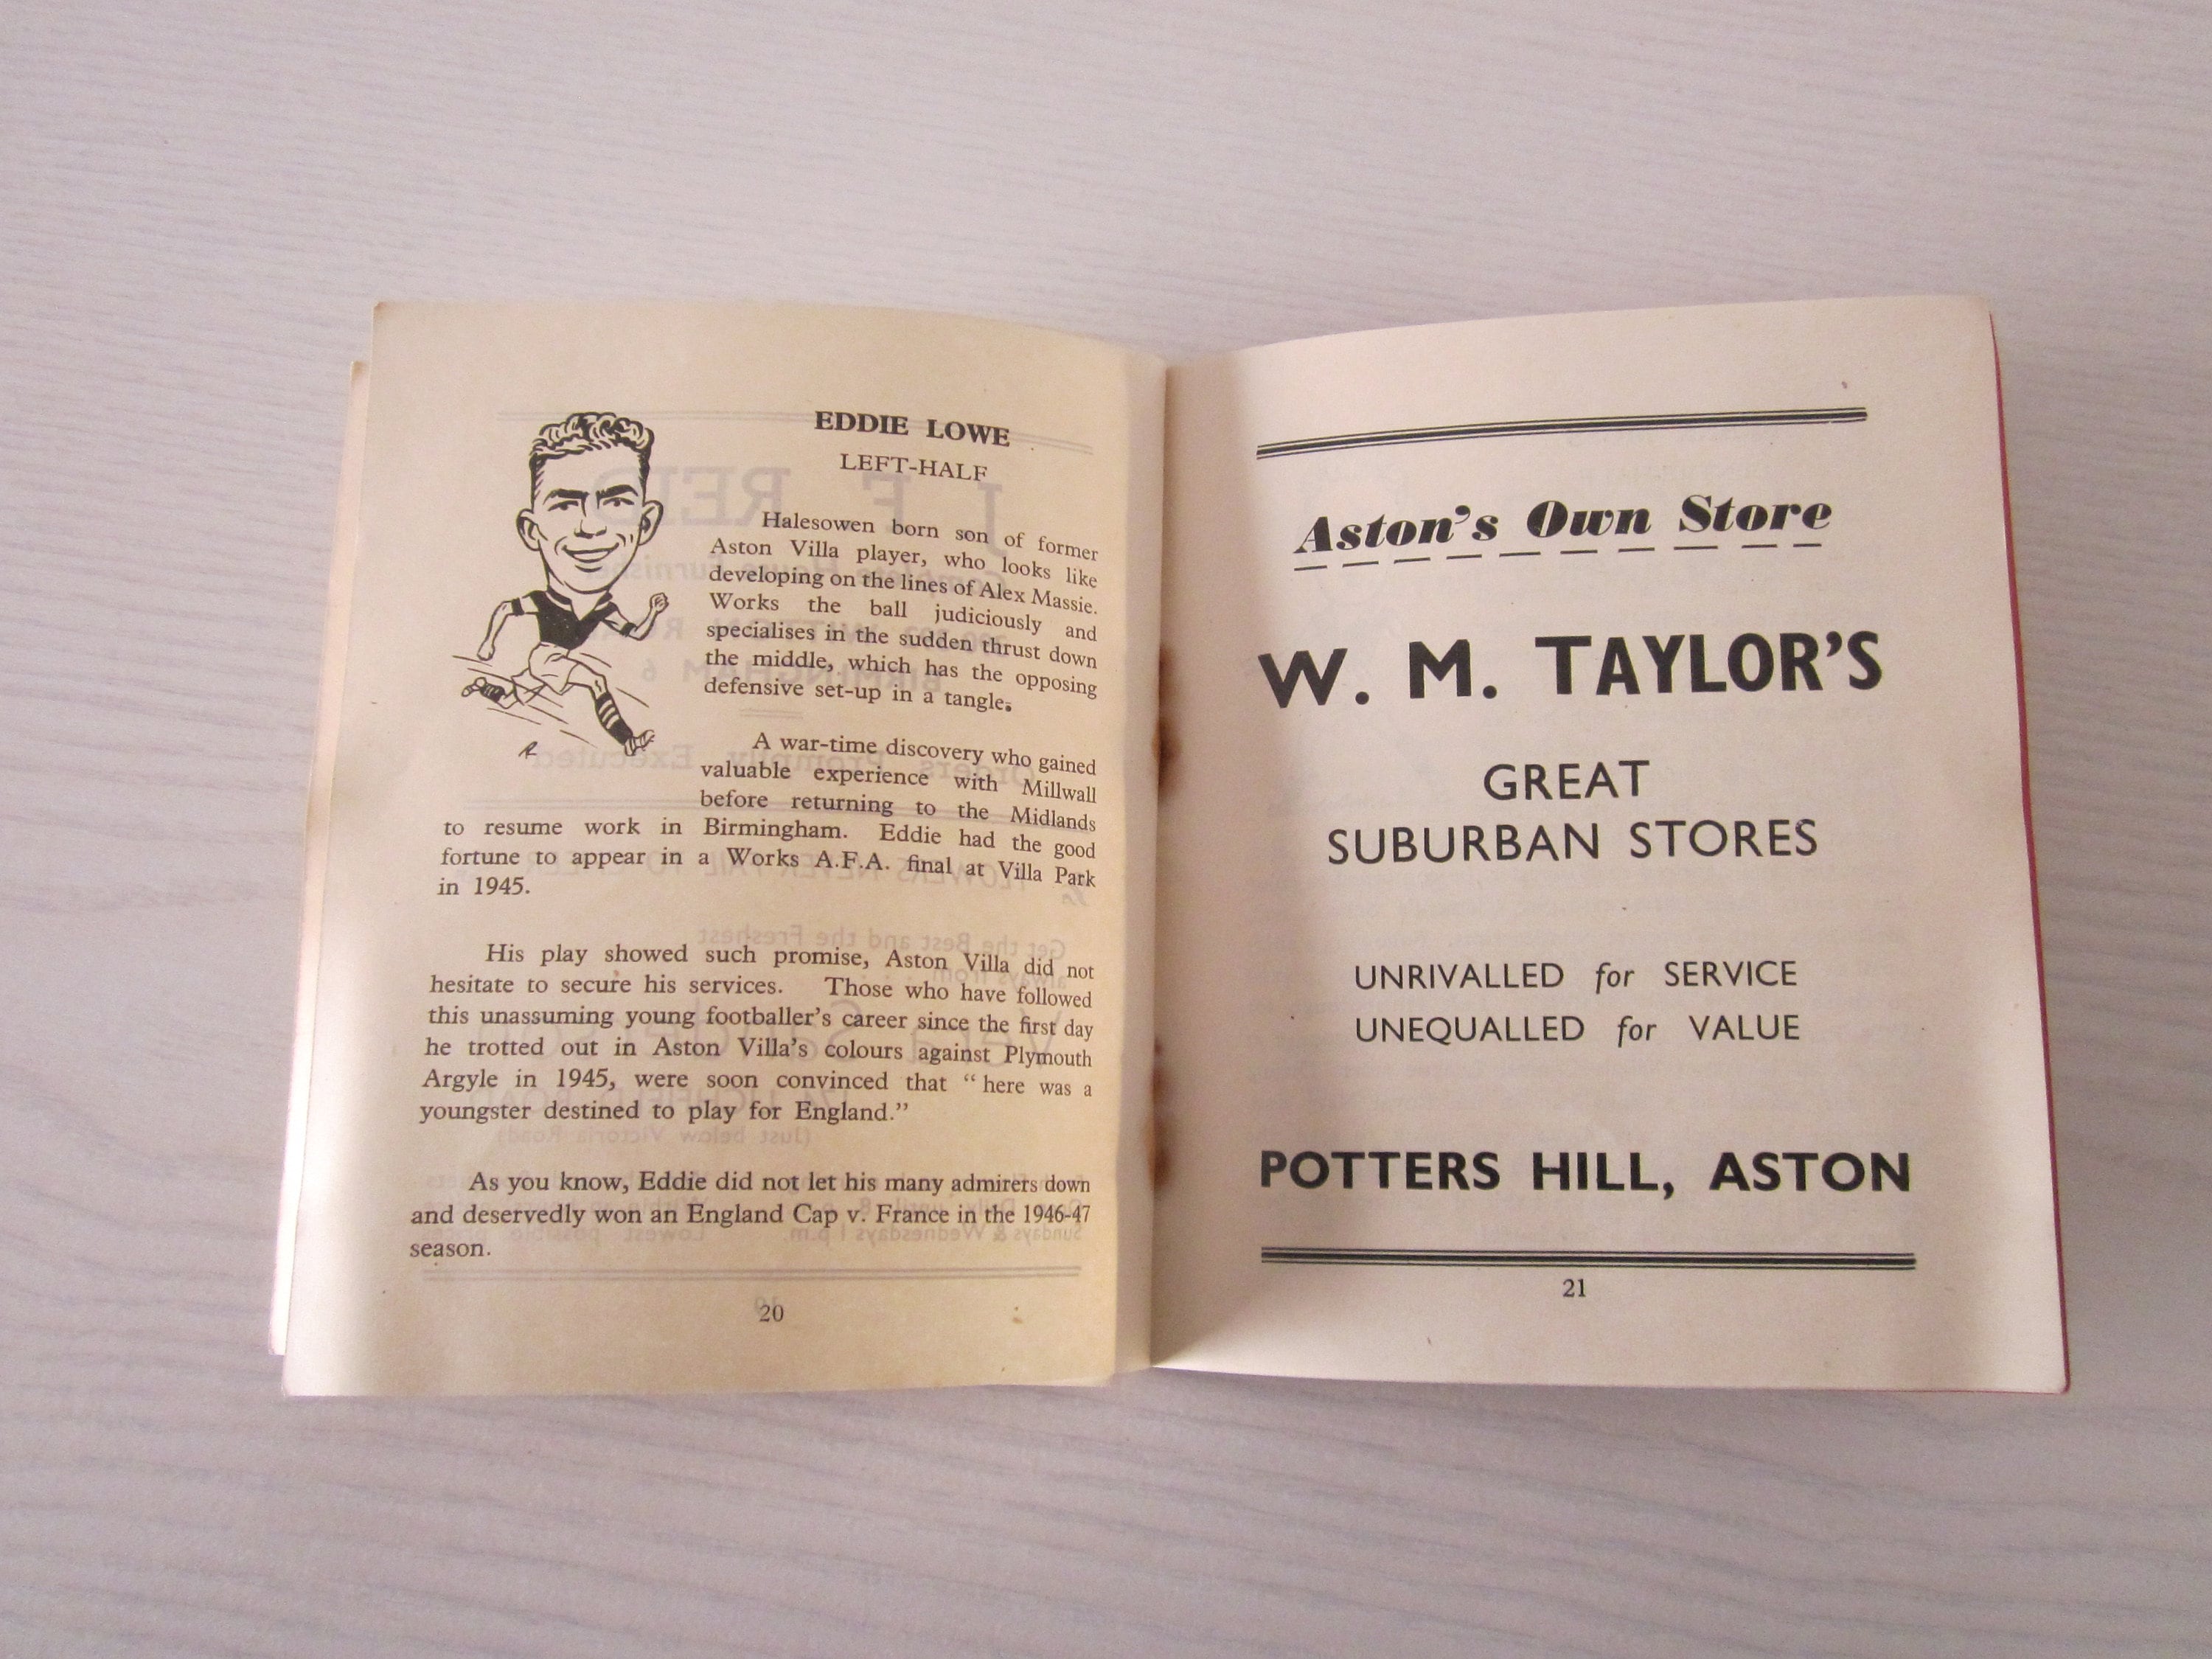 EDDIE LOWE
LEFT-HALF
Halesowen born son of former
Aston Villa player, who looks like
developing on the lines of Alex Massie.
Works the ball judiciously and
specialises in the sudden thrust down
the middle, which has the opposing
defensive set-up in a tangle.
A war-time discovery who gained
valuable experience with Millwall
before returning to the Midlands
to resume work in Birmingham. Eddie had the good
fortune to appear in a Works A.F.A. final at Villa Park
in 1945.
His play showed such promise, Aston Villa did not
hesitate to secure his services. Those who have followed
this unassuming young footballer's career since the first day
he trotted out in Aston Villa's colours against Plymouth
Argyle in 1945, were soon convinced that "here was a
youngster destined to play for England."
As you know, Eddie did not let his many admirers down
and deservedly won an England Cap v. France in the 1946-47
season.
20
Aston's Own Store
W. M. TAYLOR'S
GREAT
SUBURBAN STORES
UNRIVALLED for SERVICE
UNEQUALLED for VALUE
POTTERS HILL, ASTON
21